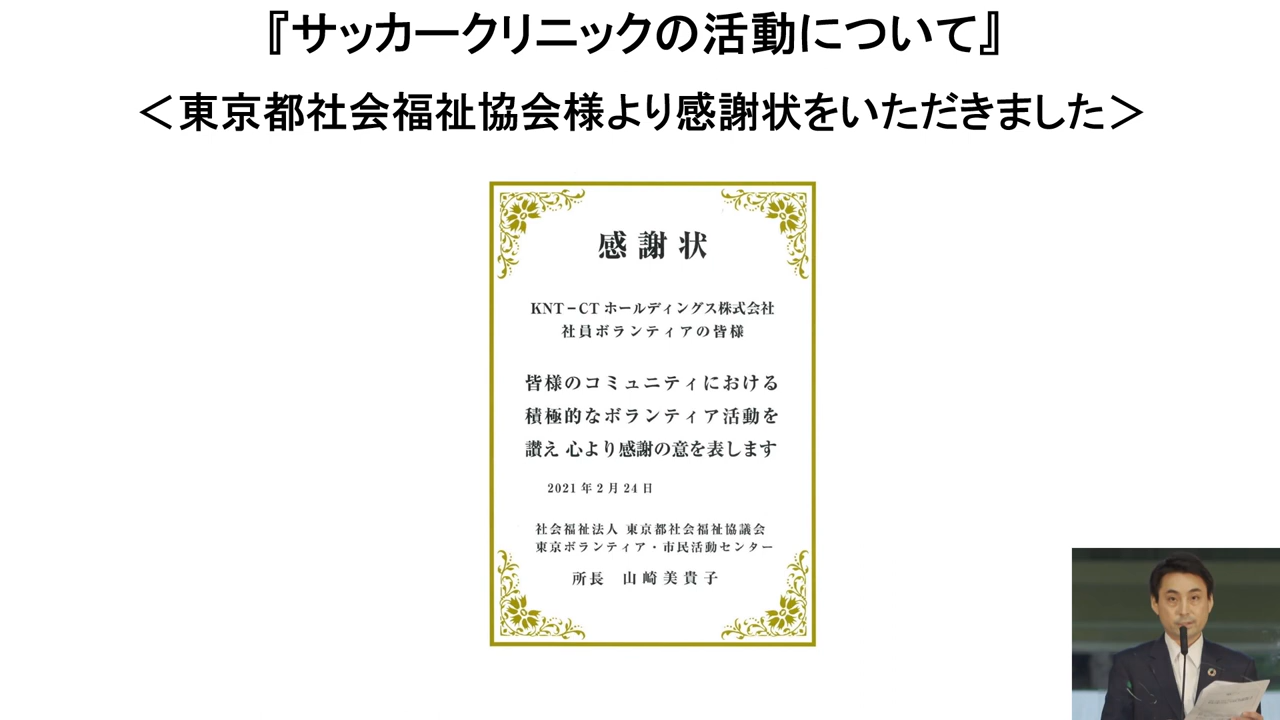 『サッカークリニックの活動について』
＜東京都社会福祉協会様より感謝状をいただきました＞
感謝状
KNT－CTホールディングス株式会社
社員ボランティアの皆様
皆様のコミュニティにおける
積極的なボランティア活動を
讃え 心より感謝の意を表します
2021年2月24日
社会福祉法人 東京都社会福祉協議会
東京ボランティア・市民活動センター
所長 山崎美貴子